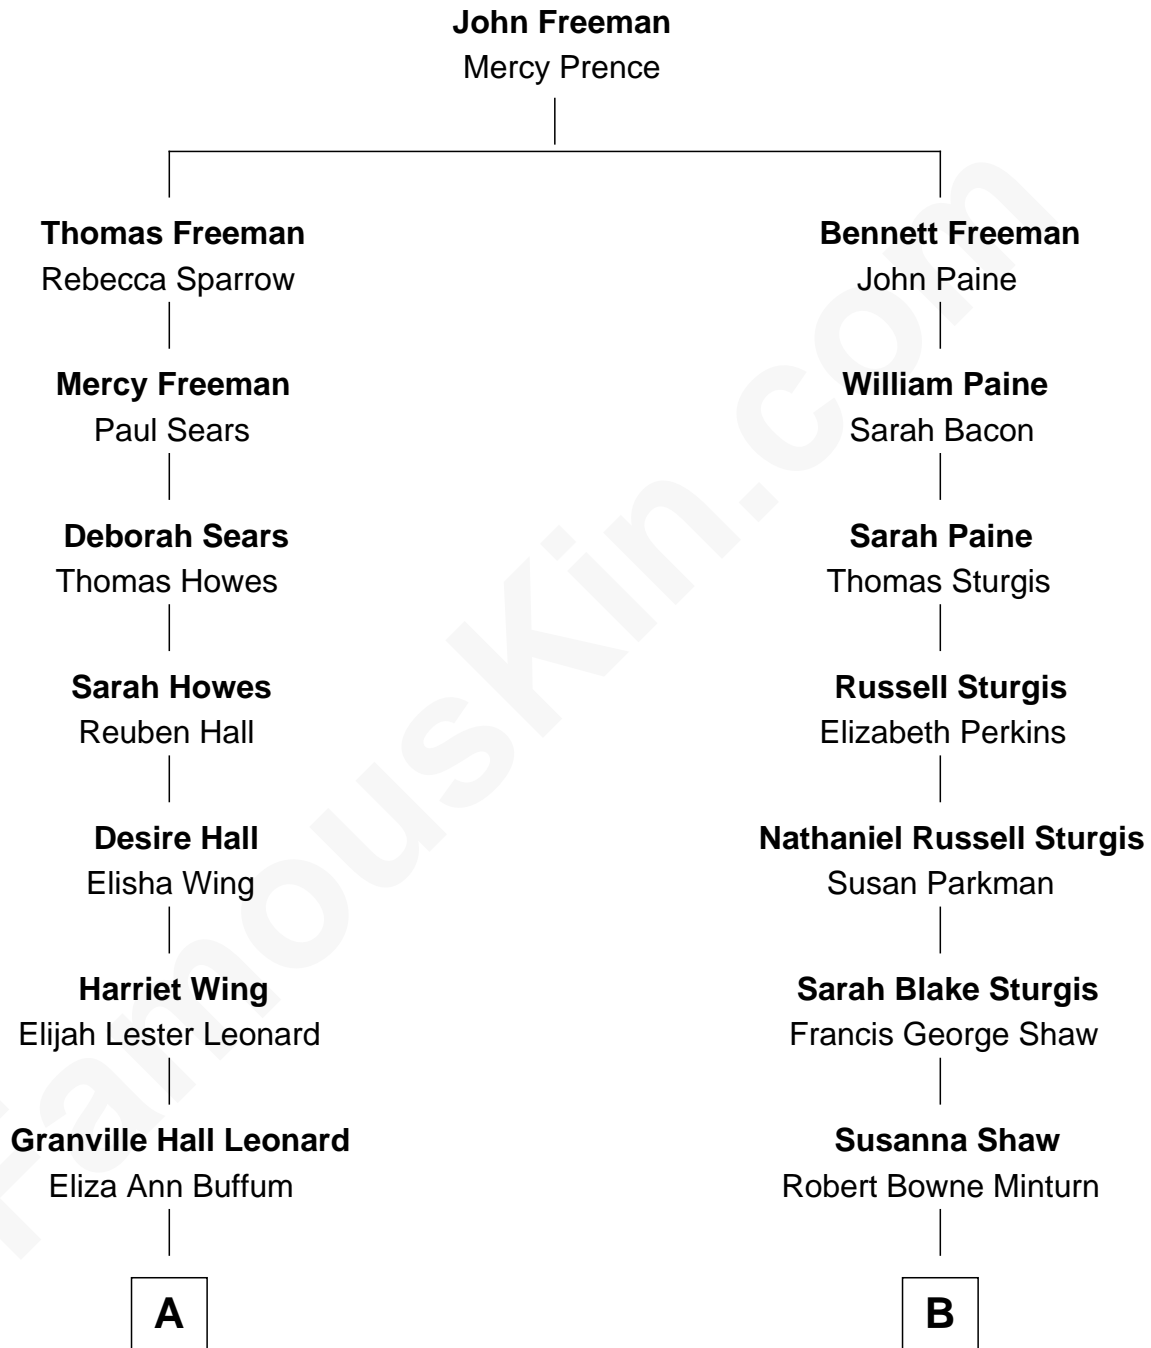 John Freeman
Mercy Prence
Thomas Freeman
Rebecca Sparrow
Bennett Freeman
John Paine
Mercy Freeman
Paul Sears
William Paine
Sarah Bacon
Deborah Sears
Thomas Howes
Sarah Paine
Thomas Sturgis
Sarah Howes
Reuben Hall
Russell Sturgis
Elizabeth Perkins
Desire Hall
Elisha Wing
Nathaniel Russell Sturgis
Susan Parkman
Harriet Wing
Elijah Lester Leonard
Sarah Blake Sturgis
Francis George Shaw
Granville Hall Leonard
Eliza Ann Buffum
Susanna Shaw
Robert Bowne Minturn
A
B
FamousKin.com